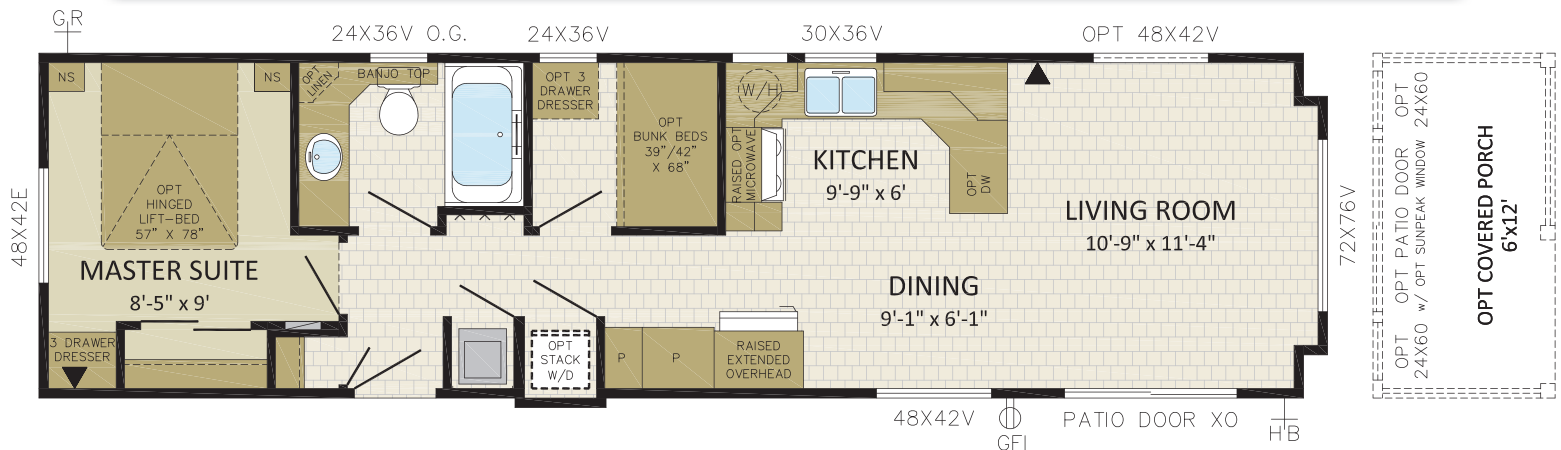 GR
24X36V O.G.
24X36V
30X36V
OPT 48X42V
NS
NS
OPT
LINEN
BANJO TOP
OPT 3
DRAWER
DRESSER
W/H
OPT
BUNK BEDS
39"/42"
X 68"
RAISED OPT
MICROWAVE
KITCHEN
9'-9" x 6'
OPT
DW
OPT
HINGED
LIFT-BED
57" X 78"
48X42E
MASTER SUITE
8'-5" x 9'
LIVING ROOM
10'-9" x 11'-4"
DINING
9'-1" x 6'-1"
72X76V
3 DRAWER
DRESSER
OPT
STACK
W/D
P
P
RAISED
EXTENDED
OVERHEAD
48X42V
GFI
PATIO DOOR XO
HB
OPT OPT PATIO DOOR OPT
24X60 w/ OPT SUNPEAK WINDOW 24X60
OPT COVERED PORCH
6'x12'